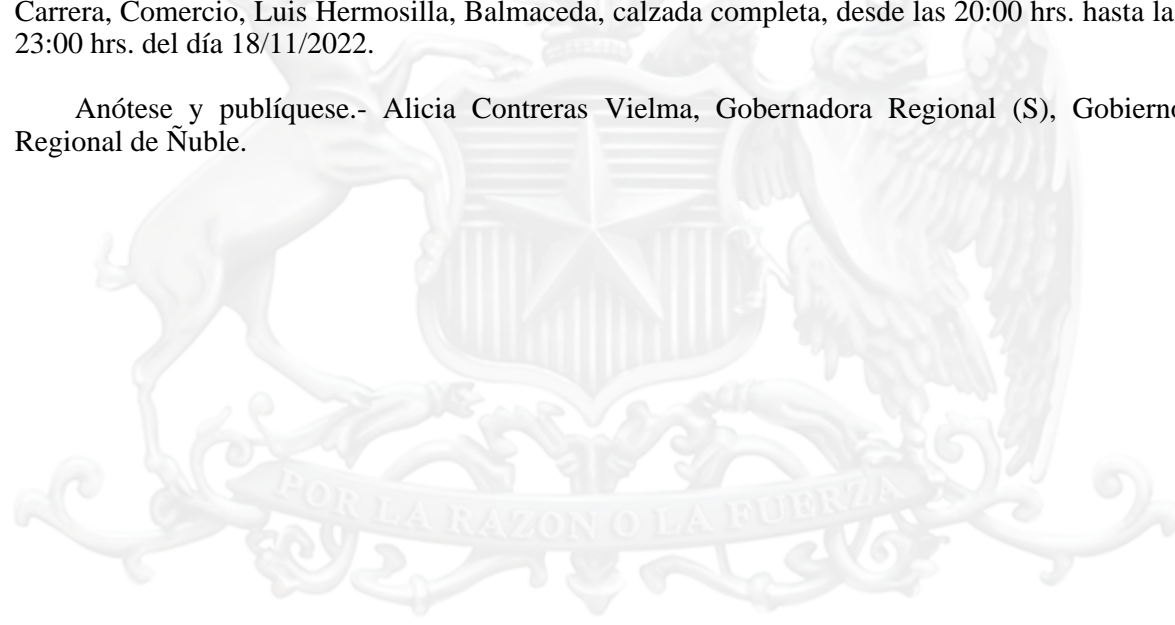 Carrera, Comercio, Luis Hermosilla, Balmaceda, calzada completa, desde las 20:00 hrs. hasta la
23:00 hrs. del día 18/11/2022.
Anótese y publíquese.- Alicia Contreras Vielma, Gobernadora Regional (S), Gobierno
Regional de Ñuble.
POR LA RAZON O LA FUERZA